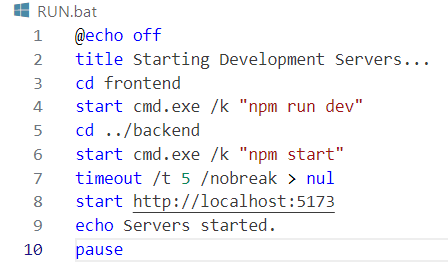 RUN.bat
1 @echo off
2 title Starting Development Servers...
3 cd frontend
4 start cmd.exe /k "npm run dev"
5 cd ../backend
6 start cmd.exe /k "npm start"
7 timeout /t 5 /nobreak > nul
8 start http://localhost:5173
9 echo Servers started.
10 pause